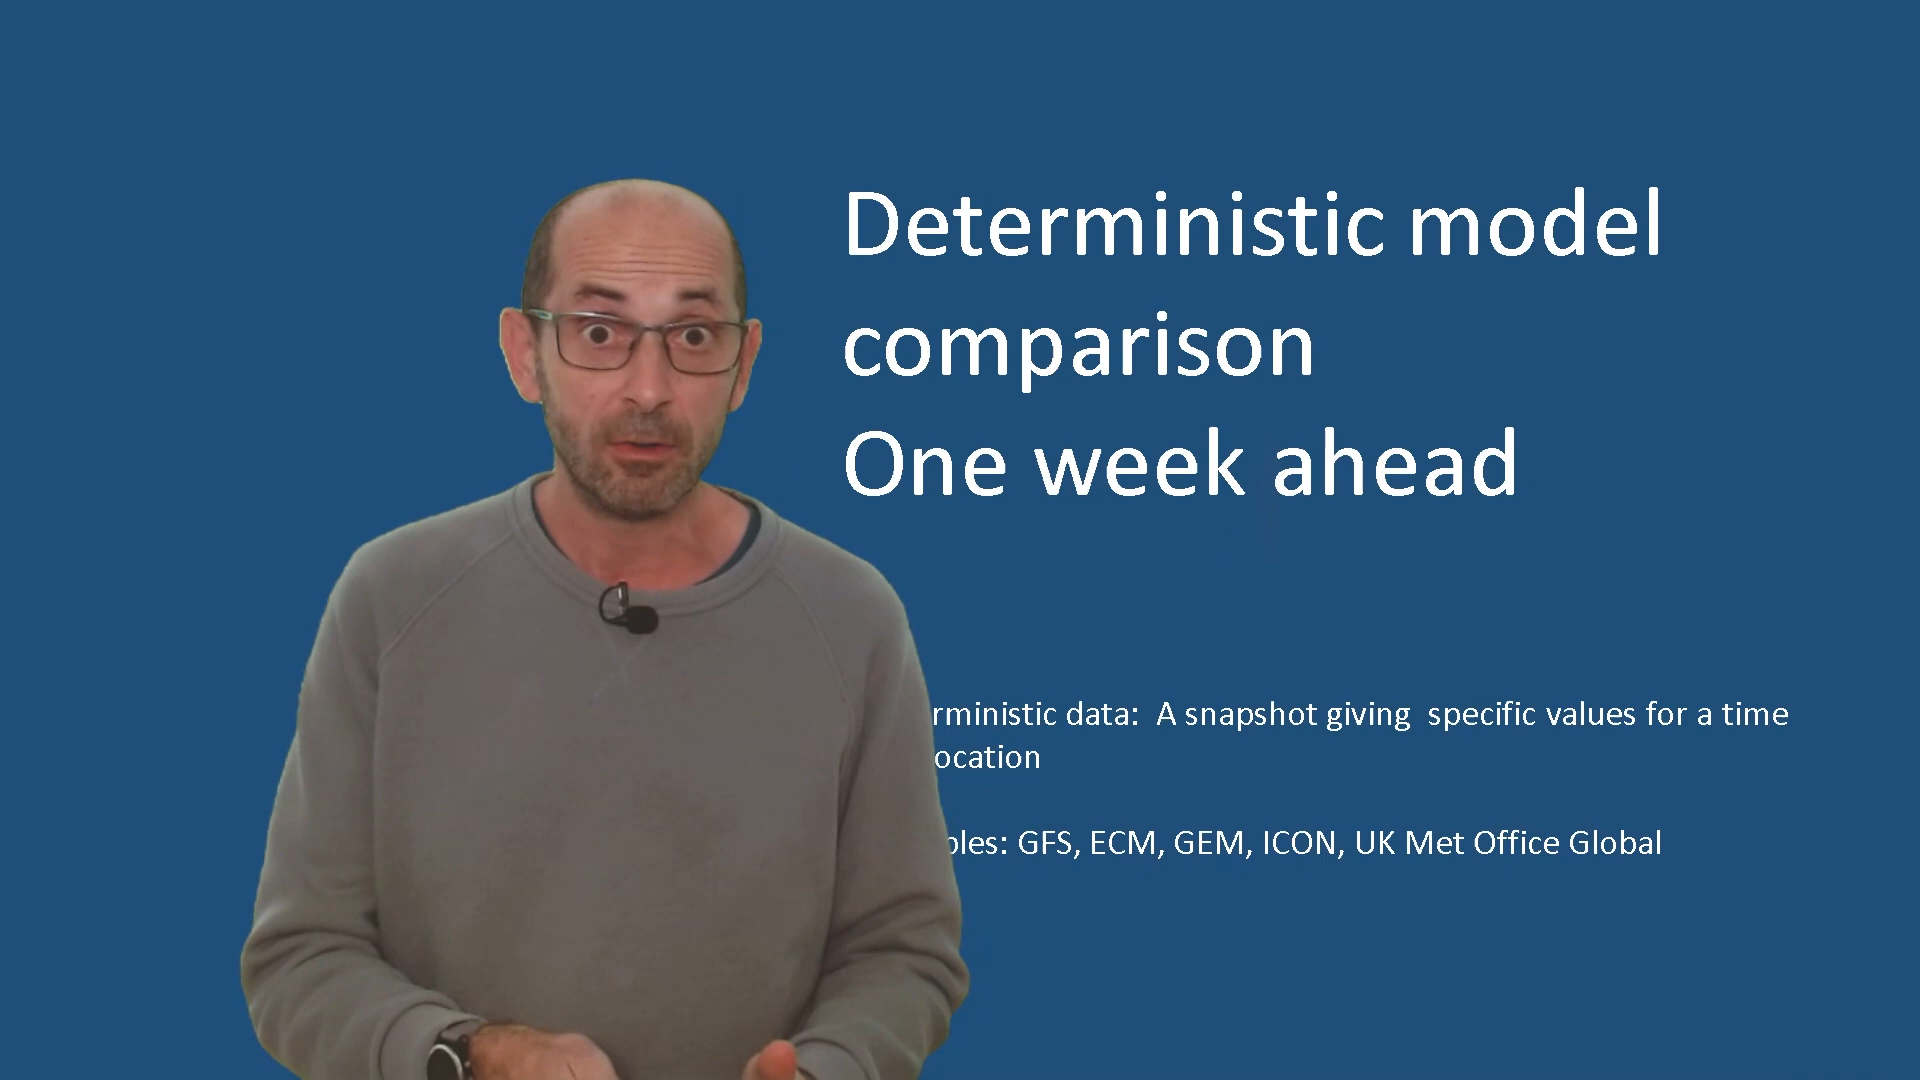 Deterministic model
comparison
One week ahead
rministic data: A snapshot giving specific values for a time
ocation
ples: GFS, ECM, GEM, ICON, UK Met Office Global